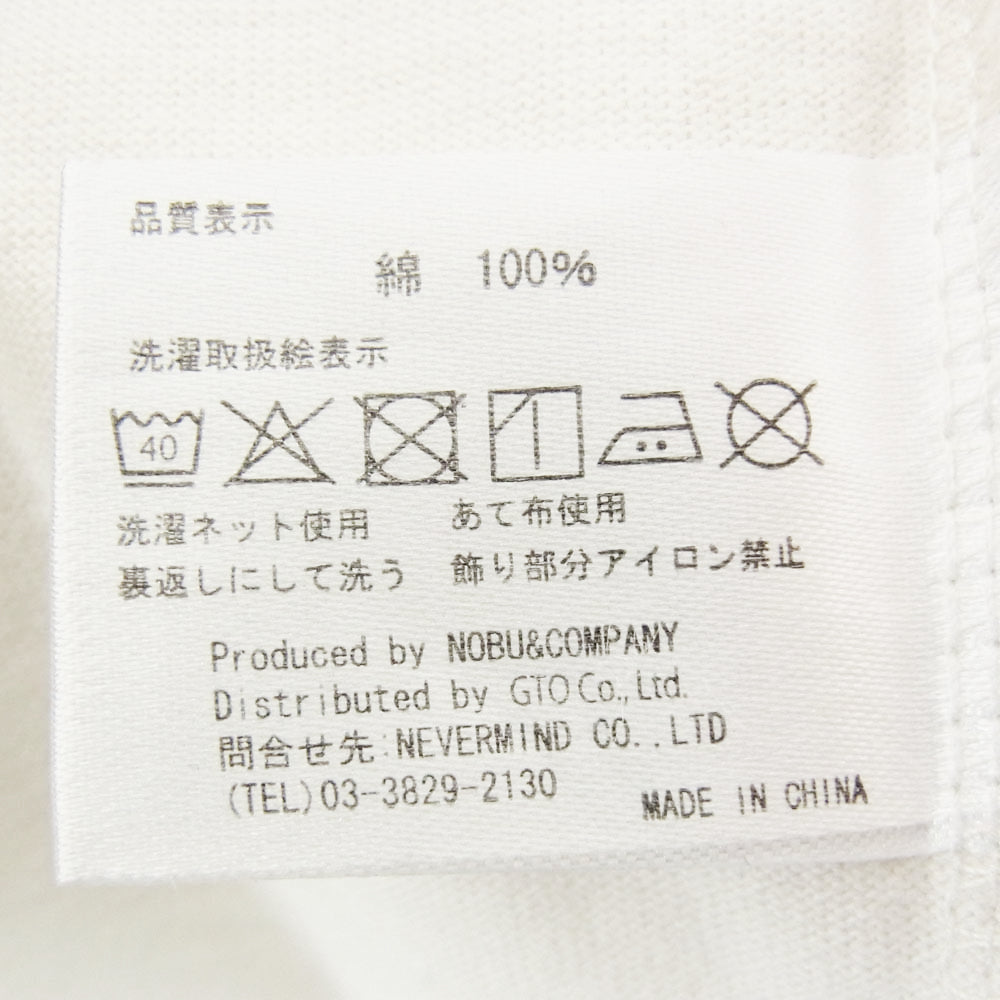 品質表示
綿 100%
洗濯取扱絵表示
40
洗濯ネット使用 あて布使用
裏返しにして洗う 飾り部分アイロン禁止
Produced by NOBU&COMPANY
Distributed by GTO Co., Ltd.
問合せ先:NEVERMIND CO.,LTD
(TEL)03-3829-2130
MADE IN CHINA